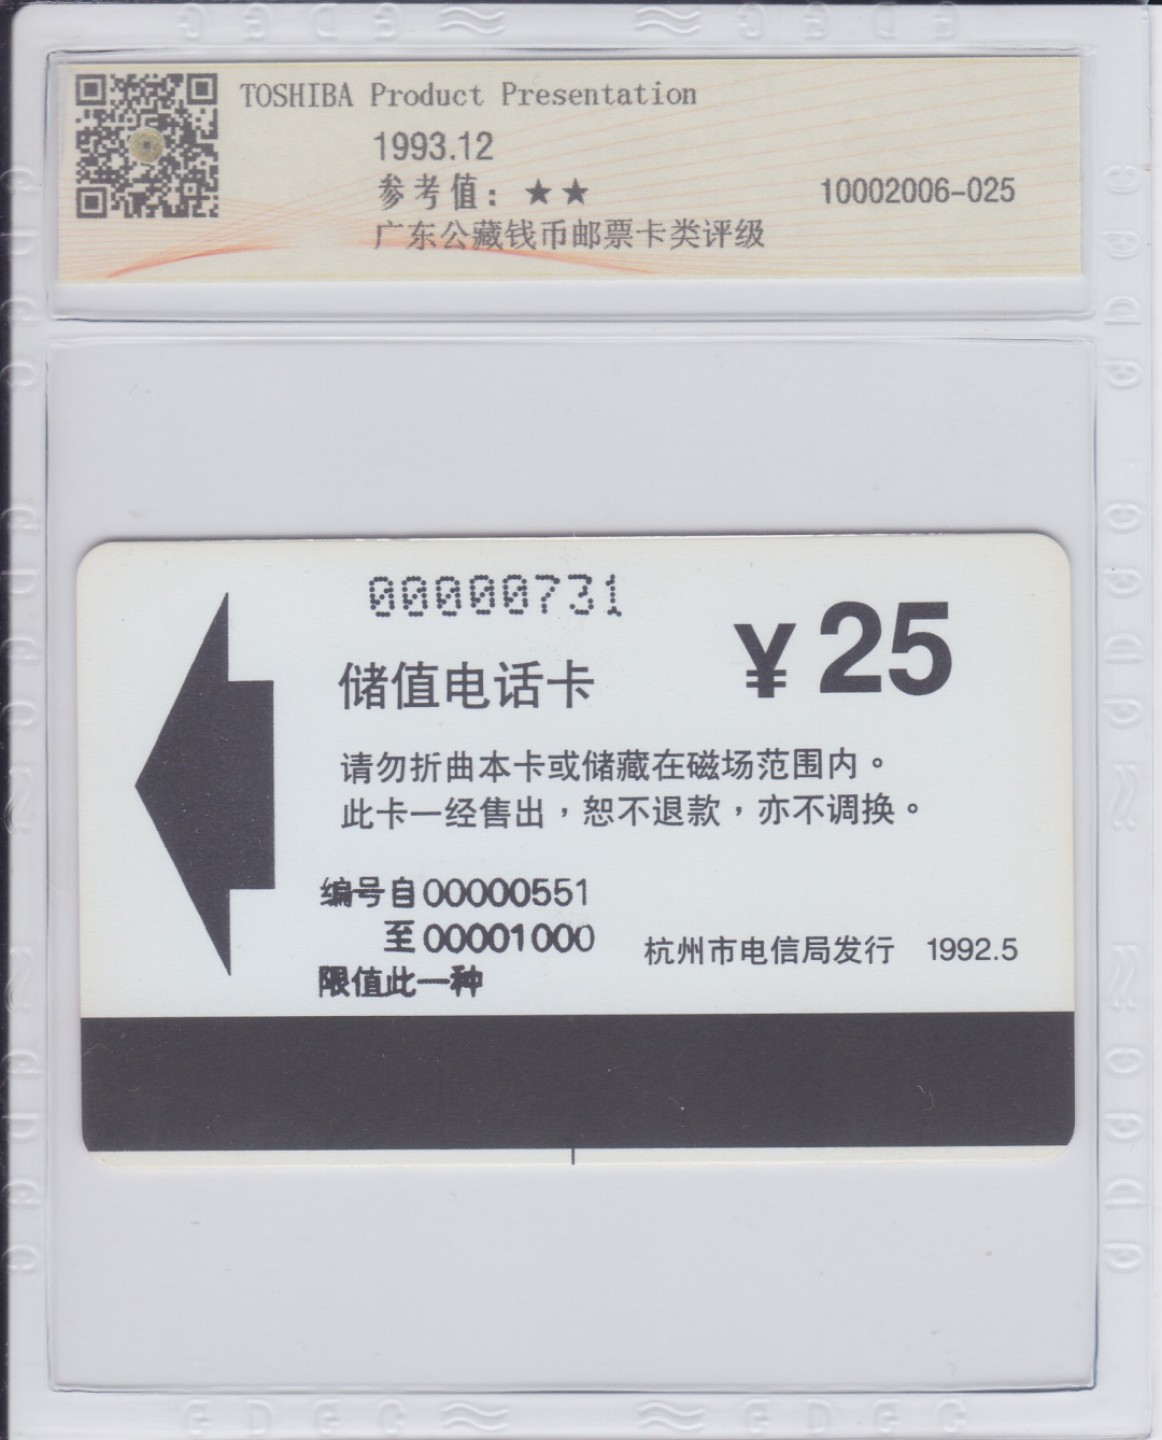 TOSHIBA Product Presentation
1993.12
参考值：★★
10002006-025
广东公藏钱币邮票卡类评级
00000731
储值电话卡
¥25
请勿折曲本卡或储藏在磁场范围内。
此卡一经售出，恕不退款，亦不调换。
编号自00000551
至00001000
限值此一种
杭州市电信局发行 1992.5